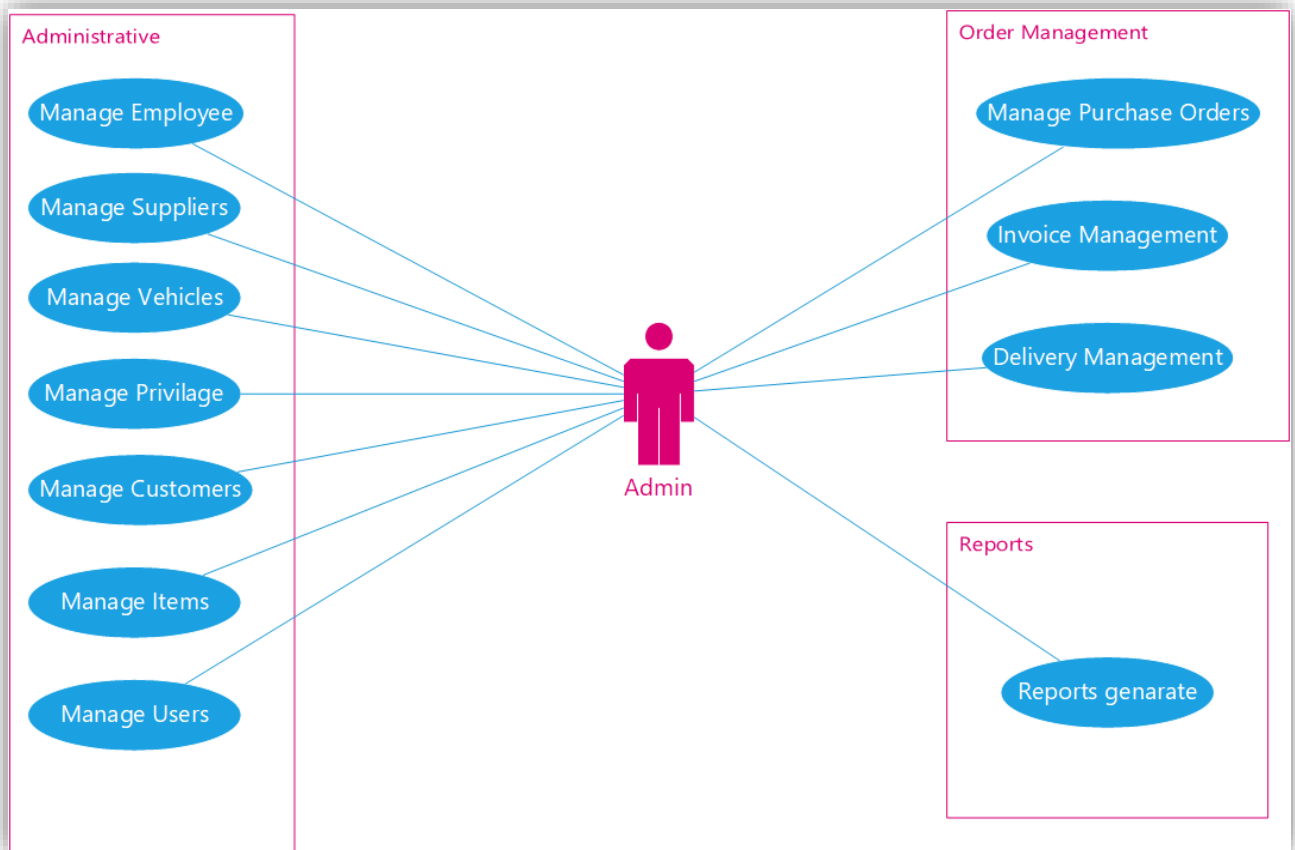 Administrative
Manage Employee
Manage Suppliers
Manage Vehicles
Manage Privilage
Manage Customers
Manage Items
Manage Users
Admin
Order Management
Manage Purchase Orders
Invoice Management
Delivery Management
Reports
Reports genarate